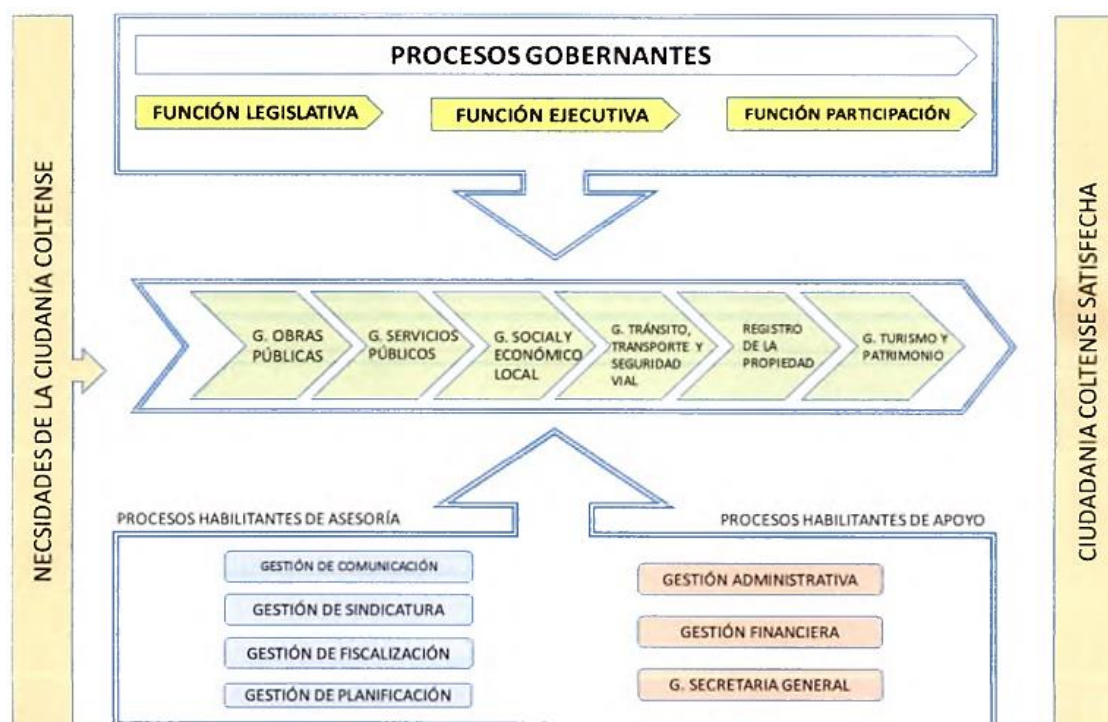 NECSIDADES DE LA CIUDANÍA COLTENSE
PROCESOS GOBERNANTES
FUNCIÓN LEGISLATIVA
FUNCIÓN EJECUTIVA
FUNCIÓN PARTICIPACIÓN
G. OBRAS
PÚBLICAS
G. SERVICIOS
PÚBLICOS
G. SOCIAL Y
ECONÓMICO
LOCAL
G. TRÁNSITO,
TRANSPORTE Y
SEGURIDAD
VIAL
REGISTRO
DE LA
PROPIEDAD
G. TURISMO Y
PATRIMONIO
PROCESOS HABILITANTES DE ASESORÍA
GESTIÓN DE COMUNICACIÓN
GESTIÓN DE SINDICATURA
GESTIÓN DE FISCALIZACIÓN
GESTIÓN DE PLANIFICACIÓN
PROCESOS HABILITANTES DE APOYO
GESTIÓN ADMINISTRATIVA
GESTIÓN FINANCIERA
G. SECRETARIA GENERAL
CIUDADANIA COLTENSE SATISFECHA